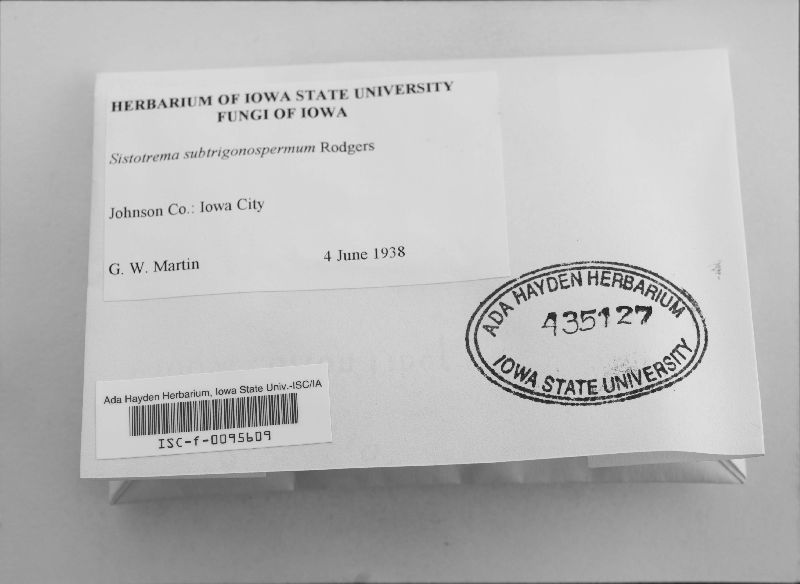 HERBARIUM OF IOWA STATE UNIVERSITY
FUNGI OF IOWA
Sistotrema subtrigonospermum Rodgers
Johnson Co.: Iowa City
G. W. Martin 4 June 1938
ADA HAYDEN HERBARIUM
435127
IOWA STATE UNIVERSITY
Ada Hayden Herbarium, Iowa State Univ.-ISC/IA
ISC-f-0095609